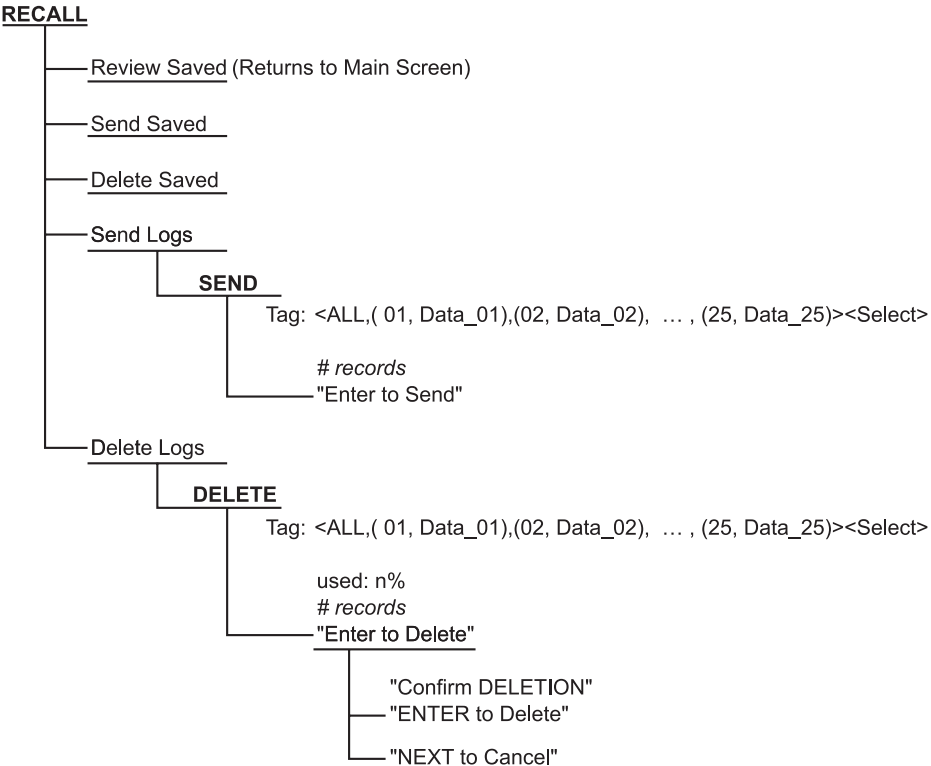 RECALL
Review Saved (Returns to Main Screen)
Send Saved
Delete Saved
Send Logs
SEND
Tag: <ALL,( 01, Data_01),(02, Data_02), … , (25, Data_25)><Select>
# records
"Enter to Send"
Delete Logs
DELETE
Tag: <ALL,( 01, Data_01),(02, Data_02), … , (25, Data_25)><Select>
used: n%
# records
"Enter to Delete"
"Confirm DELETION"
"ENTER to Delete"
"NEXT to Cancel"